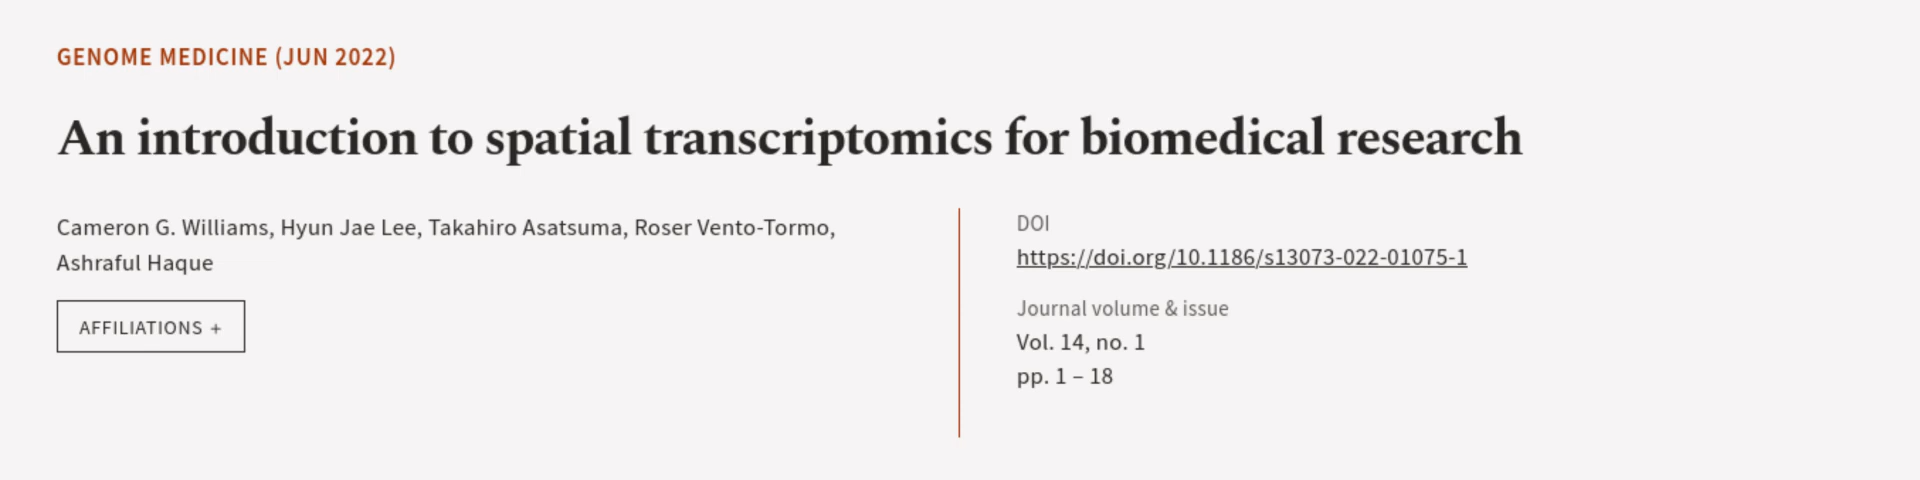 GENOME MEDICINE (JUN 2022)
An introduction to spatial transcriptomics for biomedical research
Cameron G. Williams, Hyun Jae Lee, Takahiro Asatsuma, Roser Vento-Tormo,
Ashraful Haque
AFFILIATIONS +
DOI
https://doi.org/10.1186/s13073-022-01075-1
Journal volume & issue
Vol. 14, no. 1
pp. 1 – 18